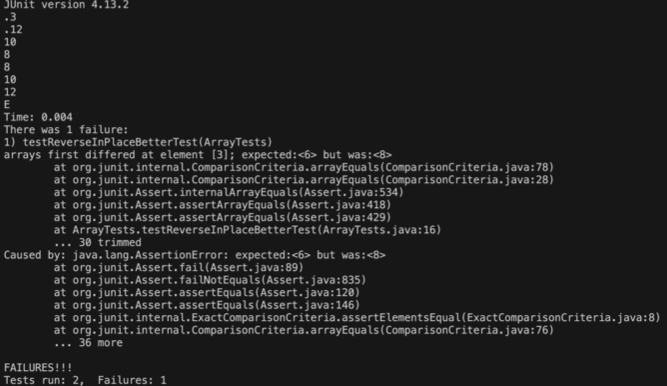 JUnit version 4.13.2
.3
.12
10
8
8
10
12
E
Time: 0.004
There was 1 failure:
1) testReverseInPlaceBetterTest(ArrayTests)
arrays first differed at element [3]; expected:<6> but was:<8>
        at org.junit.internal.ComparisonCriteria.arrayEquals(ComparisonCriteria.java:78)
        at org.junit.internal.ComparisonCriteria.arrayEquals(ComparisonCriteria.java:28)
        at org.junit.Assert.internalArrayEquals(Assert.java:534)
        at org.junit.Assert.assertArrayEquals(Assert.java:418)
        at org.junit.Assert.assertArrayEquals(Assert.java:429)
        at ArrayTests.testReverseInPlaceBetterTest(ArrayTests.java:16)
        ... 30 trimmed
Caused by: java.lang.AssertionError: expected:<6> but was:<8>
        at org.junit.Assert.fail(Assert.java:89)
        at org.junit.Assert.failNotEquals(Assert.java:835)
        at org.junit.Assert.assertEquals(Assert.java:120)
        at org.junit.Assert.assertEquals(Assert.java:146)
        at org.junit.internal.ExactComparisonCriteria.assertElementsEqual(ExactComparisonCriteria.java:8)
        at org.junit.internal.ComparisonCriteria.arrayEquals(ComparisonCriteria.java:76)
        ... 36 more

FAILURES!!!
Tests run: 2,  Failures: 1